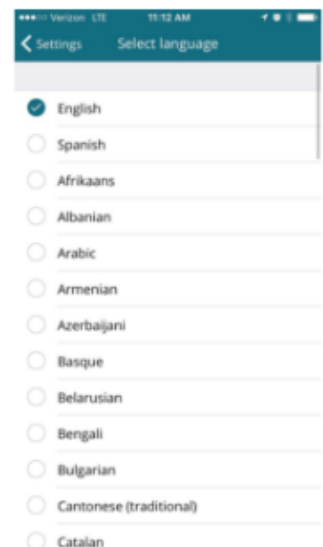 Verizon LTE 11:12 AM
Settings Select language
English
Spanish
Afrikaans
Albanian
Arabic
Armenian
Azerbaijani
Basque
Belarusian
Bengali
Bulgarian
Cantonese (traditional)
Catalan